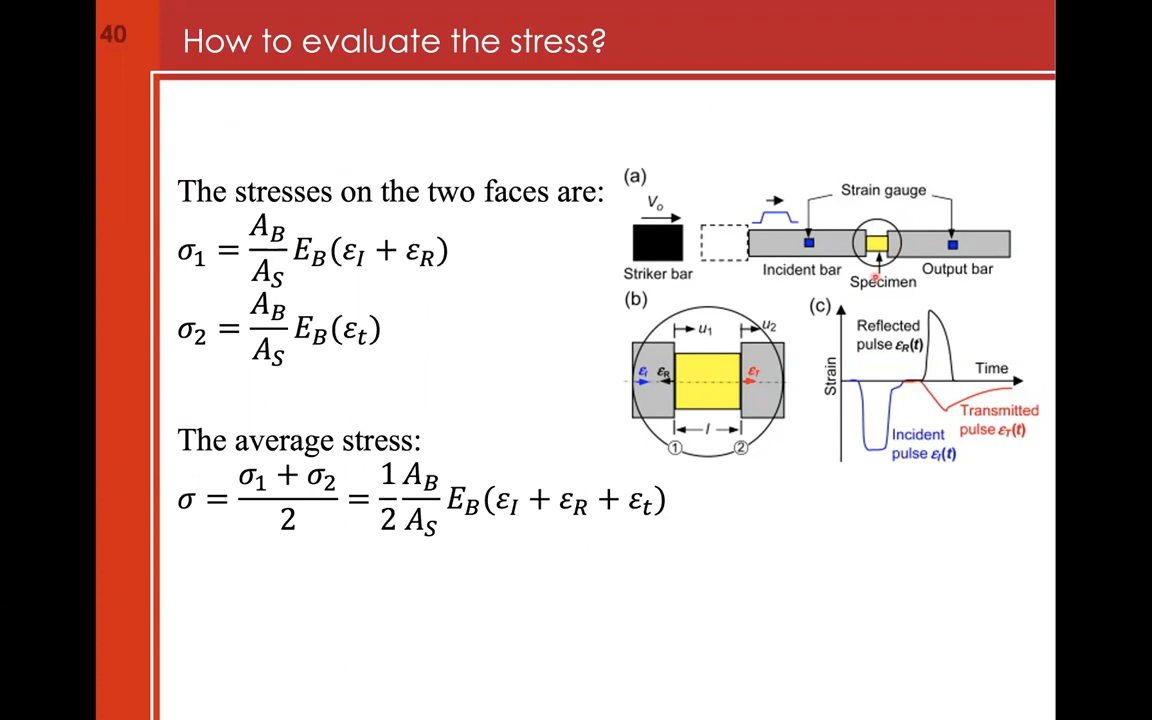 40
How to evaluate the stress?
The stresses on the two faces are:
σ₁ = A_B/A_S E_B(ε_I + ε_R)
σ₂ = A_B/A_S E_B(ε_t)
The average stress:
σ = (σ₁ + σ₂)/2 = 1/2 A_B/A_S E_B(ε_I + ε_R + ε_t)
(a)
Strain gauge
V_o
Striker bar
Incident bar
Specimen
Output bar
(b)
u₁
u₂
ε_I
ε_R
ε_T
l
①
②
(c)
Reflected
pulse ε_R(t)
Strain
Time
Transmitted
pulse ε_T(t)
Incident
pulse ε_I(t)